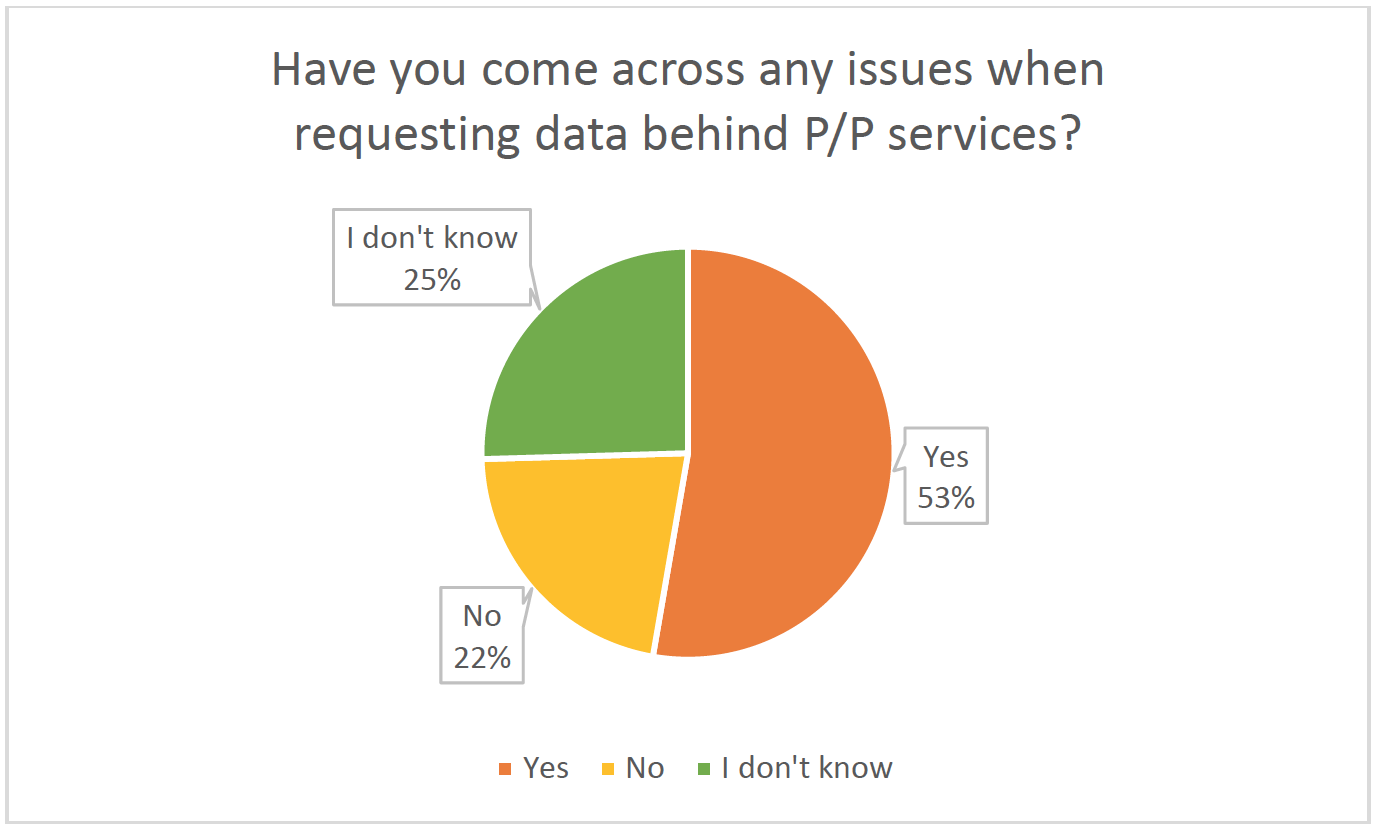 Have you come across any issues when
requesting data behind P/P services?
I don't know
25%
Yes
53%
No
22%
Yes No I don't know